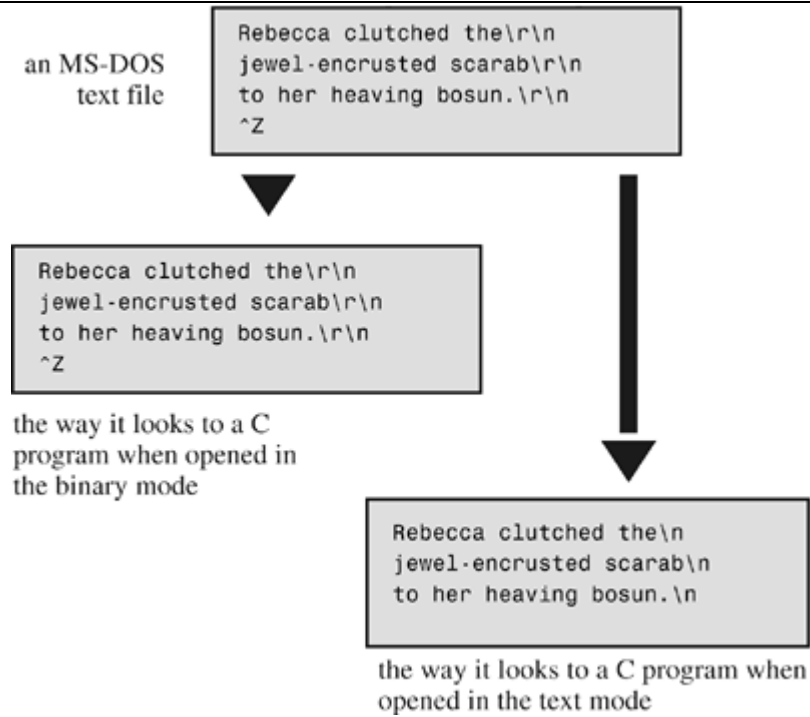 an MS-DOS
text file
Rebecca clutched the\r\n
jewel-encrusted scarab\r\n
to her heaving bosun.\r\n
^Z
Rebecca clutched the\r\n
jewel-encrusted scarab\r\n
to her heaving bosun.\r\n
^Z
the way it looks to a C
program when opened in
the binary mode
Rebecca clutched the\n
jewel-encrusted scarab\n
to her heaving bosun.\n
the way it looks to a C program when
opened in the text mode